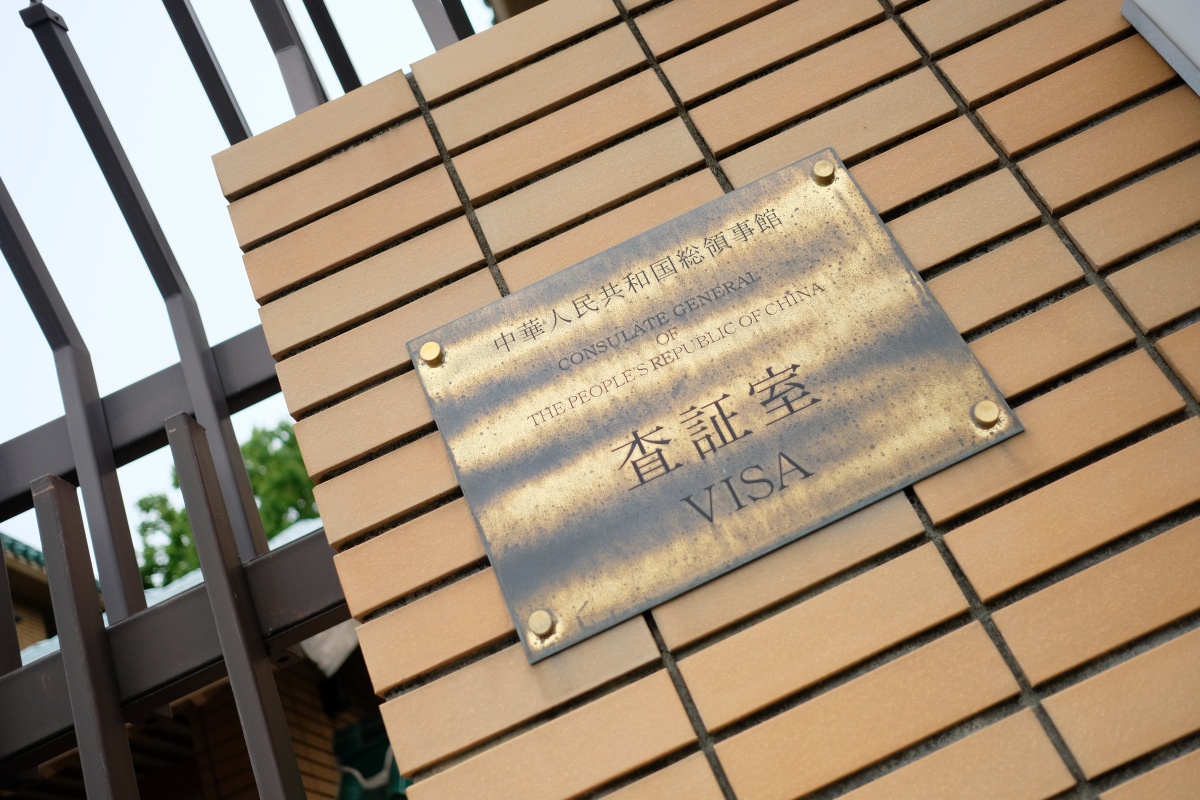 中華人民共和国総領事館
CONSULATE GENERAL
OF
THE PEOPLE'S REPUBLIC OF CHINA
査証室
VISA